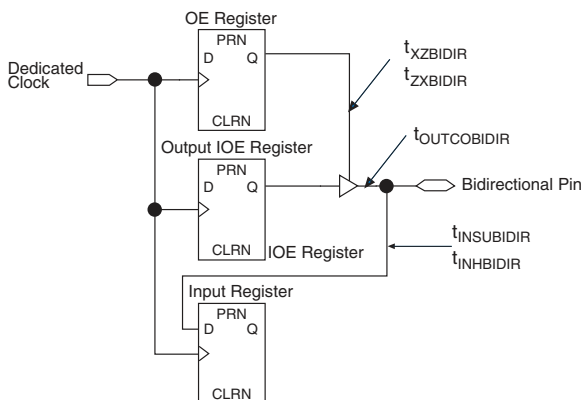 OE Register
PRN
D Q
CLRN
Dedicated
Clock
tXZBIDIR
tZXBIDIR
Output IOE Register
PRN
D Q
CLRN
tOUTCOBIDIR
Bidirectional Pin
IOE Register
tINSUBIDIR
tINHBIDIR
Input Register
PRN
D Q
CLRN